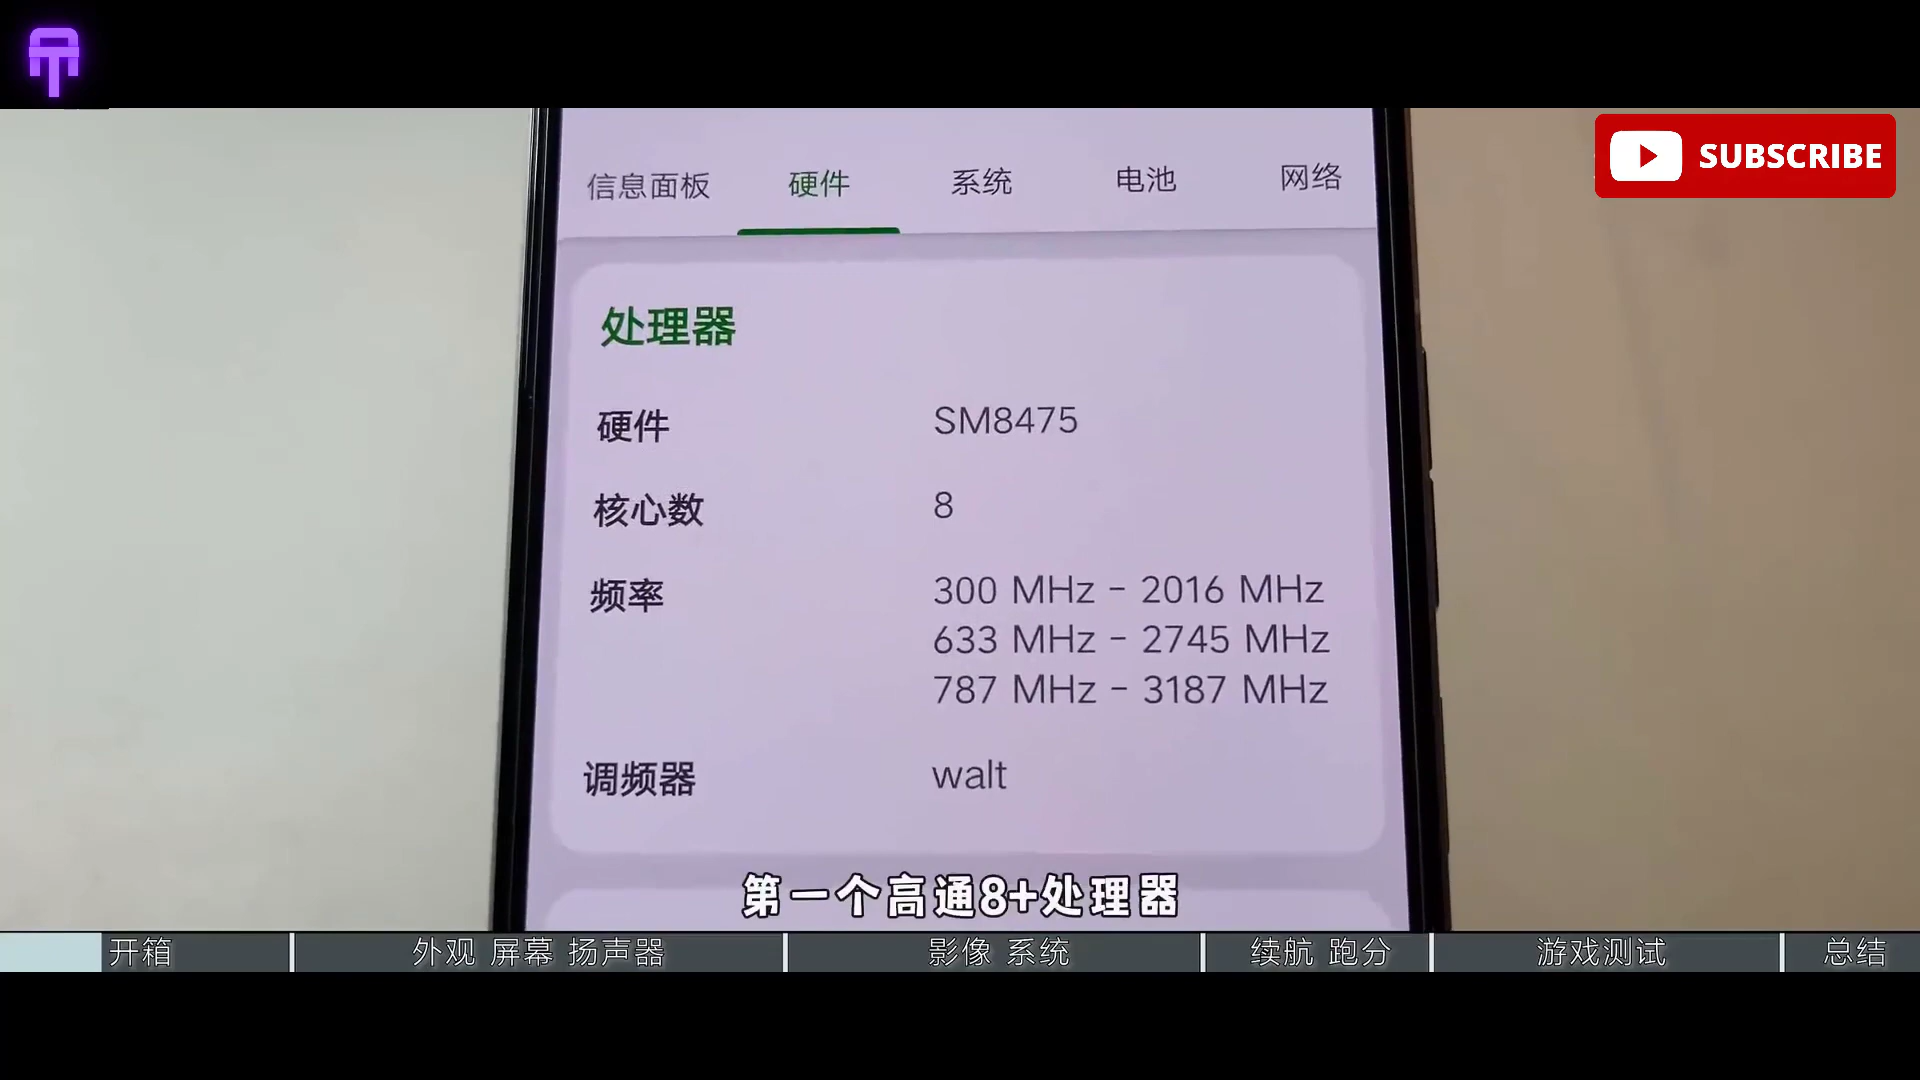 SUBSCRIBE
信息面板 硬件 系统 电池 网络
处理器
硬件 SM8475
核心数 8
频率 300 MHz - 2016 MHz
633 MHz - 2745 MHz
787 MHz - 3187 MHz
调频器 walt
第一个高通8+处理器
开箱 外观 屏幕 扬声器 影像 系统 续航 跑分 游戏测试 总结